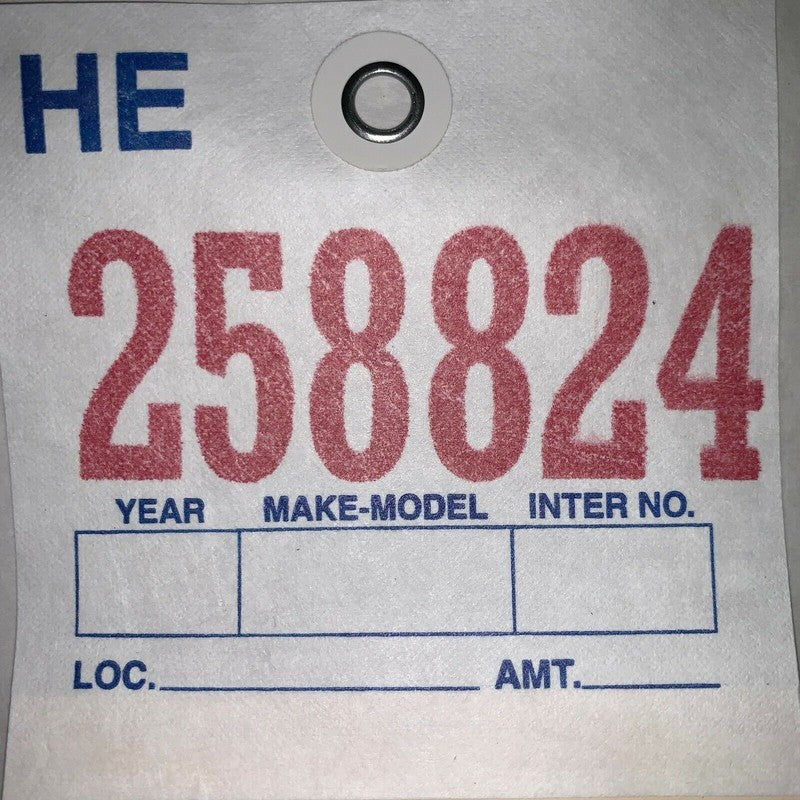 HE
258824
YEAR MAKE-MODEL INTER NO.
LOC. AMT.